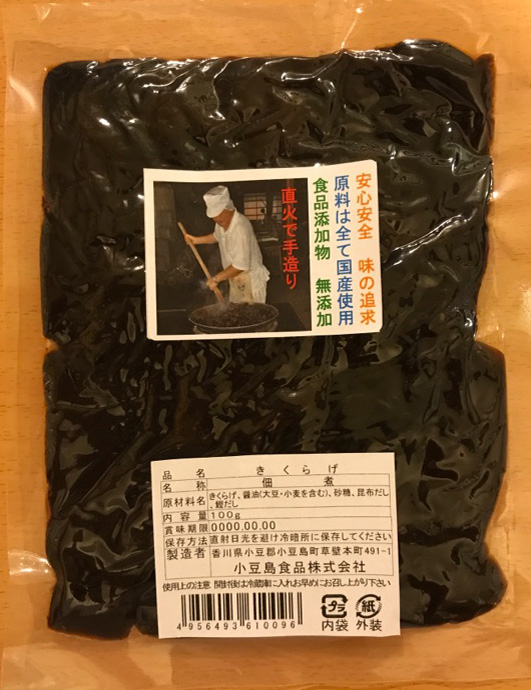 安心安全 味の追求
原料は全て国産使用
食品添加物 無添加
直火で手造り
品名 きくらげ
名称 佃煮
原材料名 きくらげ、醤油(大豆・小麦を含む)、砂糖、昆布だし、鰹だし
内容量 100g
賞味期限 0000.00.00
保存方法 直射日光を避け冷暗所に保存してください
製造者 香川県小豆郡小豆島町草壁本町491-1
小豆島食品株式会社
使用上の注意 開封後は冷蔵庫に入れお早めにお召し上がり下さい
4956493610096
プラ 紙
内袋 外装